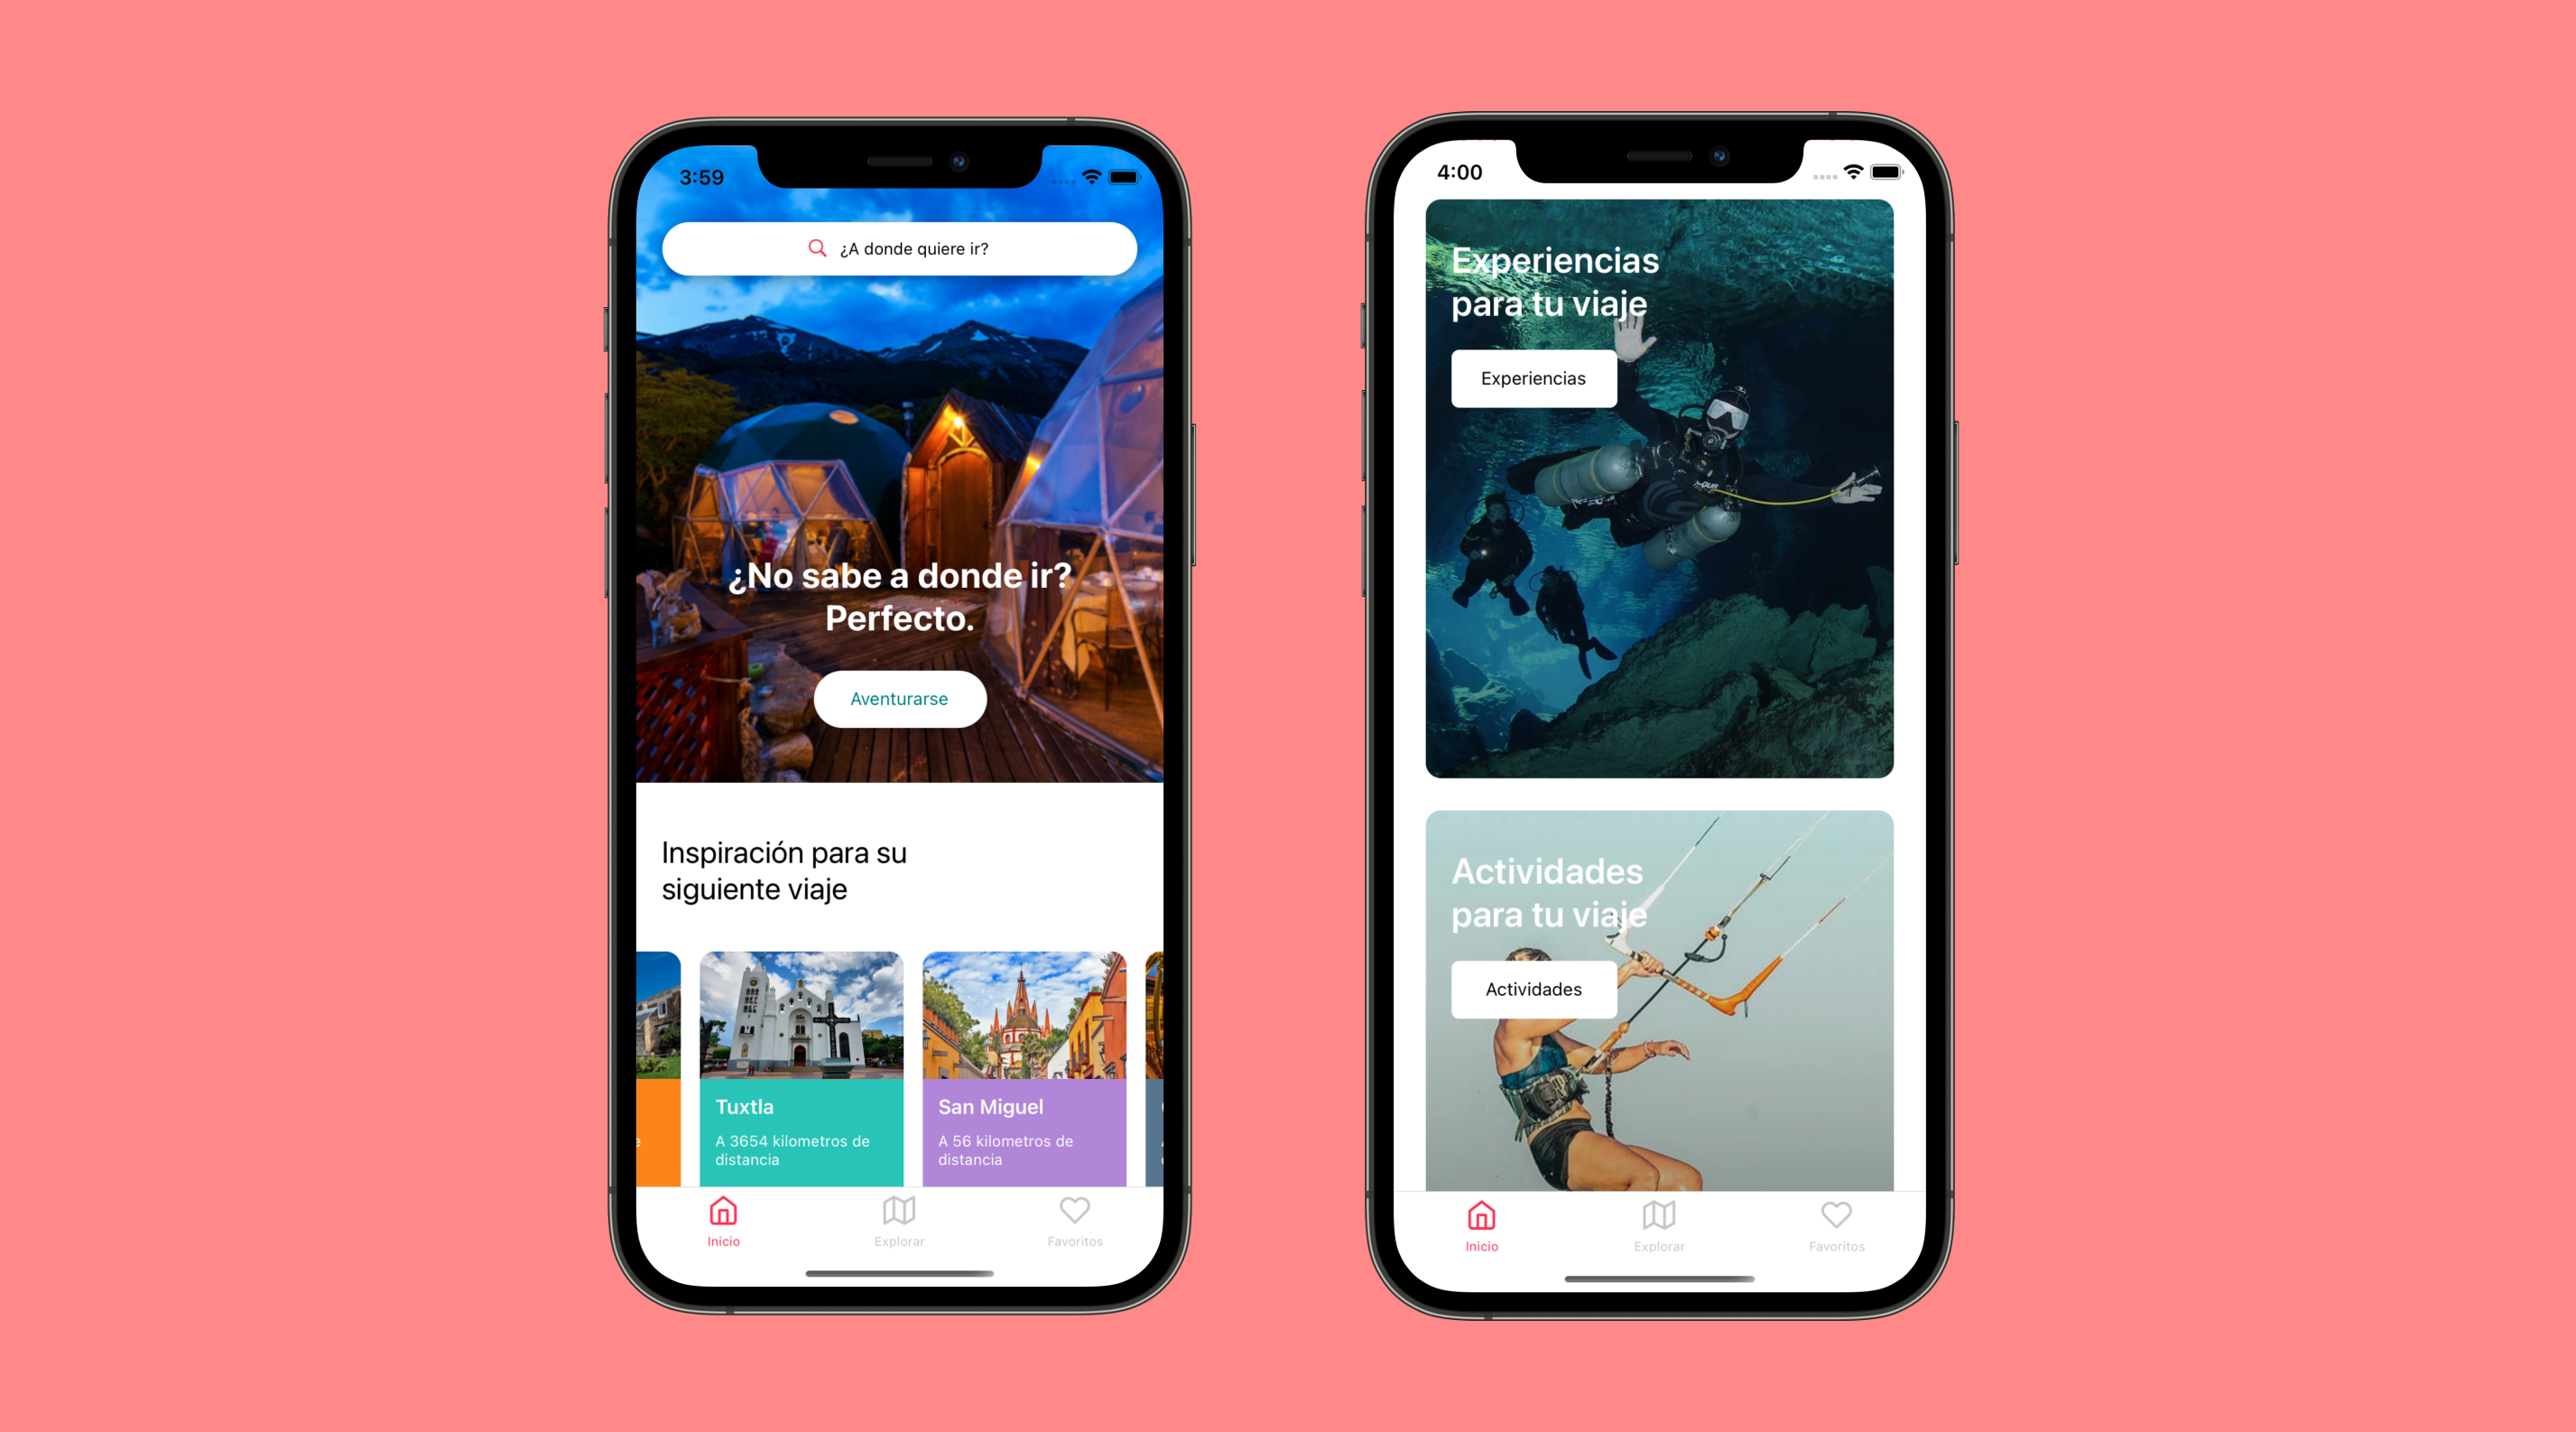 3:59
¿A donde quiere ir?
¿No sabe a donde ir?
Perfecto.
Aventurarse
Inspiración para su
siguiente viaje
Tuxtla
A 3654 kilometros de
distancia
San Miguel
A 56 kilometros de
distancia
Inicio
Explorar
Favoritos
4:00
Experiencias
para tu viaje
Experiencias
Actividades
para tu viaje
Actividades
Inicio
Explorar
Favoritos